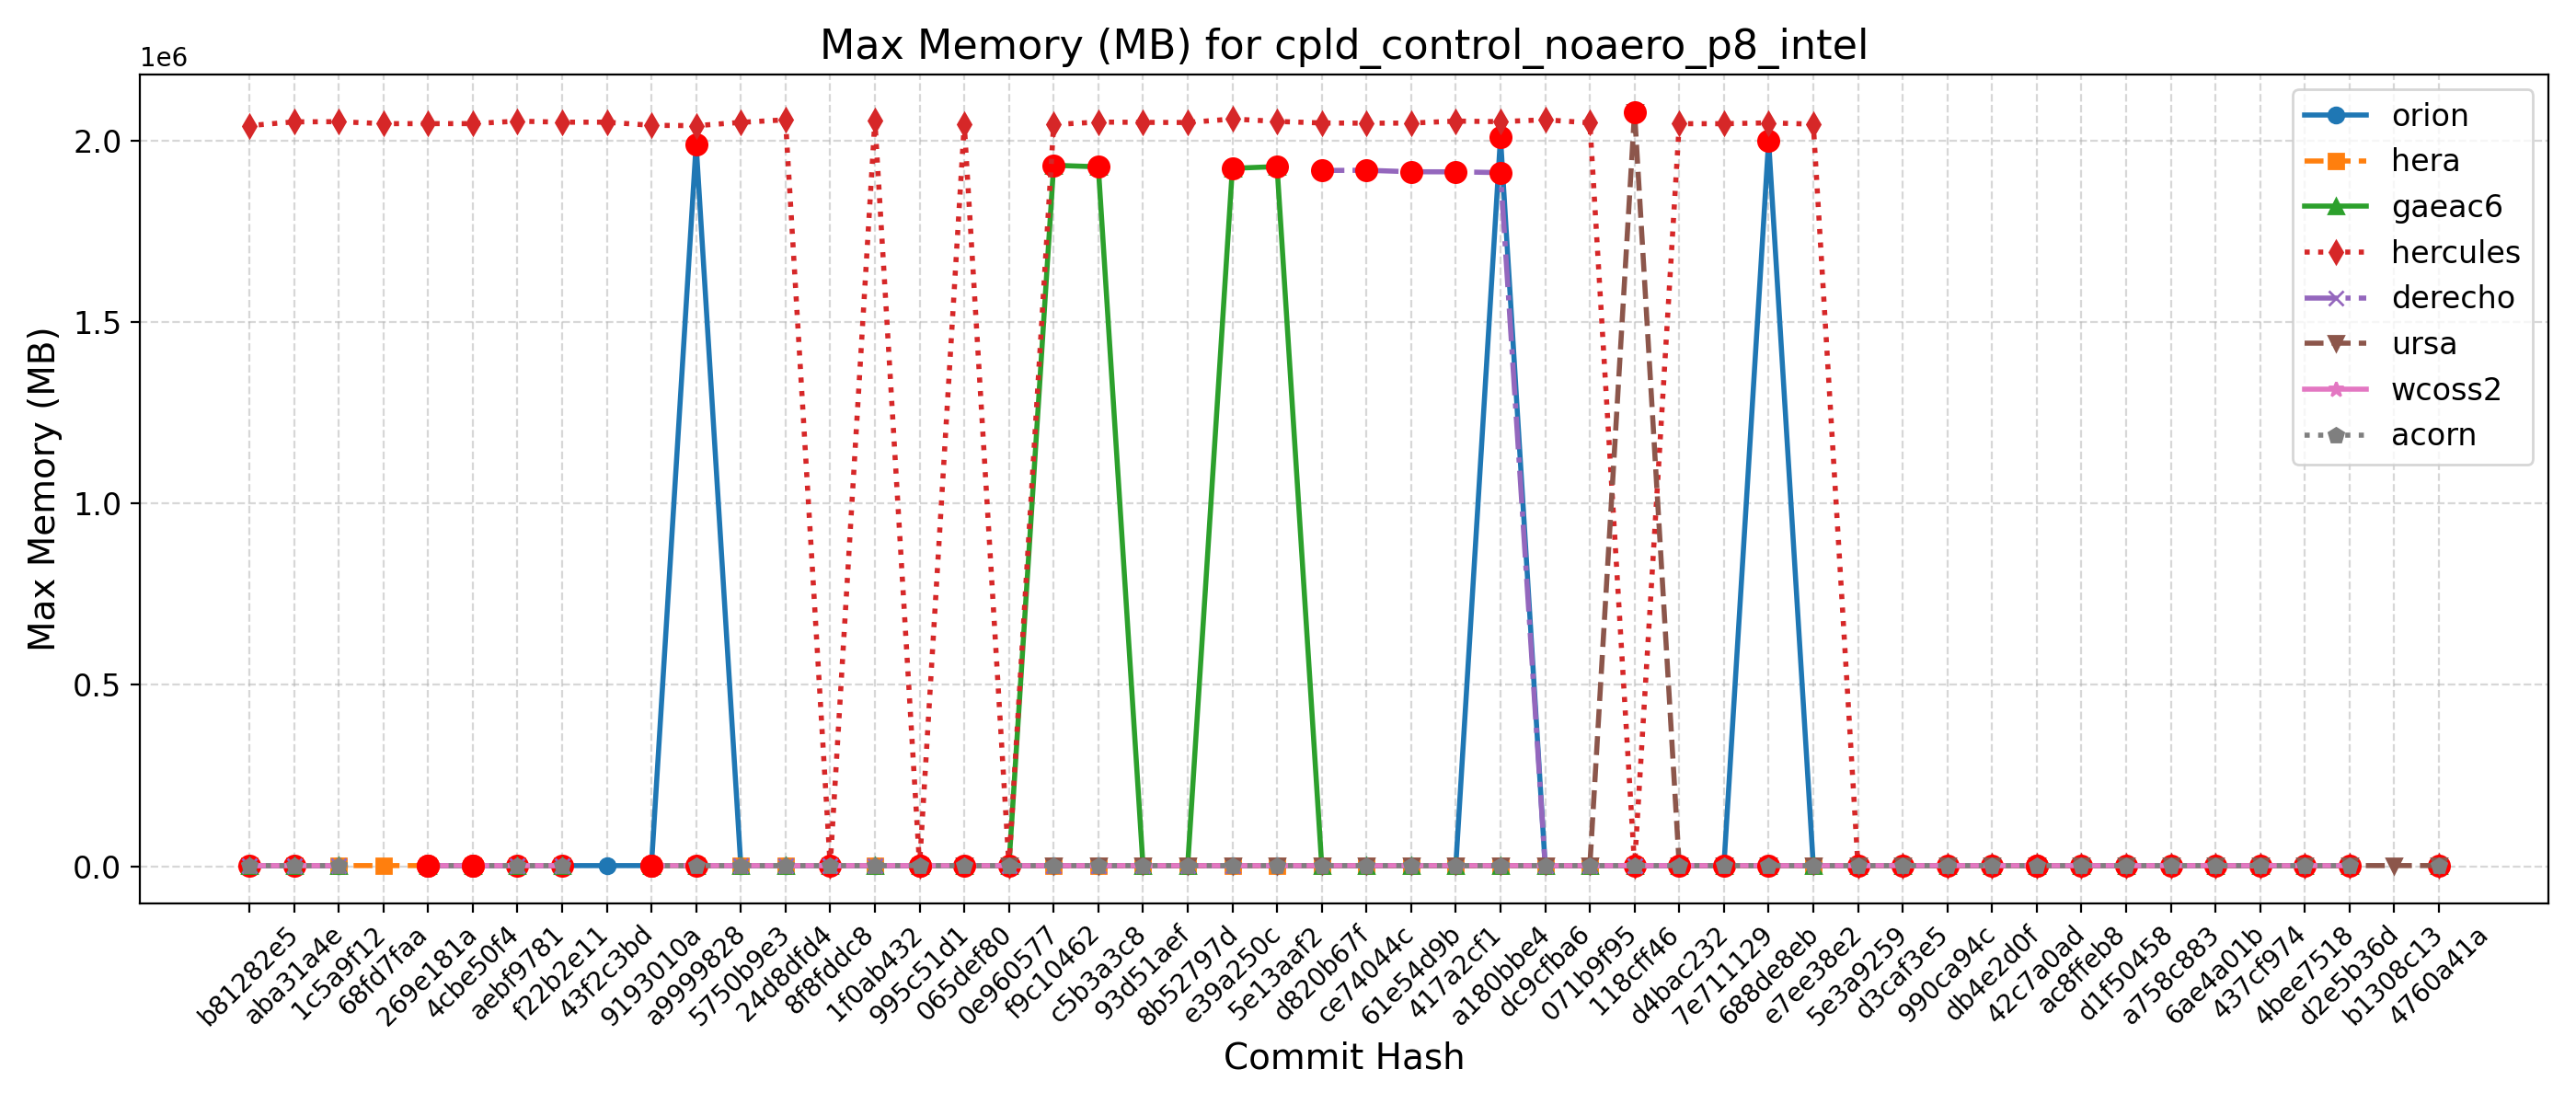 Max Memory (MB) for cpld_control_noaero_p8_intel
1e6
2.0
1.5
1.0
0.5
0.0
Max Memory (MB)
orion
hera
gaeac6
hercules
derecho
ursa
wcoss2
acorn
b81282e5
aba31a4e
1c5a9f12
68fd7faa
269e181a
4cbe50f4
aebf9781
f22b2e11
43f2c3bd
9193010a
a9999828
5750b9e3
24d8dfd4
8f8fddc8
1f0ab432
995c51d1
065def80
0e960577
f9c10462
c5b3a3c8
93d51aef
8b52797d
e39a250c
5e13aaf2
d820b67f
ce74044c
61e54d9b
417a2cf1
a180bbe4
dc9cfba6
071b9f95
118cff46
d4bac232
7e711129
688de8eb
e7ee38e2
5e3a9259
d3caf3e5
990ca94c
db4e2d0f
42c7a0ad
ac8ffeb8
d1f50458
a758c883
6ae4a01b
437cf974
4bee7518
d2e5b36d
b1308c13
4760a41a
Commit Hash